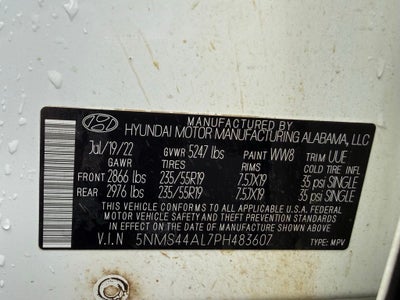 MANUFACTURED BY
HYUNDAI MOTOR MANUFACTURING ALABAMA, LLC
Jul/19/22 GVWR 5247 lbs PAINT WW8 TRIM UUE
GAWR TIRES RIMS COLD TIRE INFL
FRONT 2866 lbs 235/55R19 7.5JX19 35 psi SINGLE
REAR 2976 lbs 235/55R19 7.5JX19 35 psi SINGLE
THIS VEHICLE CONFORMS TO ALL APPLICABLE U.S.A. FEDERAL
MOTOR VEHICLE SAFETY AND THEFT PREVENTION STANDARDS
IN EFFECT ON THE DATE OF MANUFACTURE SHOWN ABOVE.
V.I.N 5NMS44AL7PH483607 TYPE: MPV